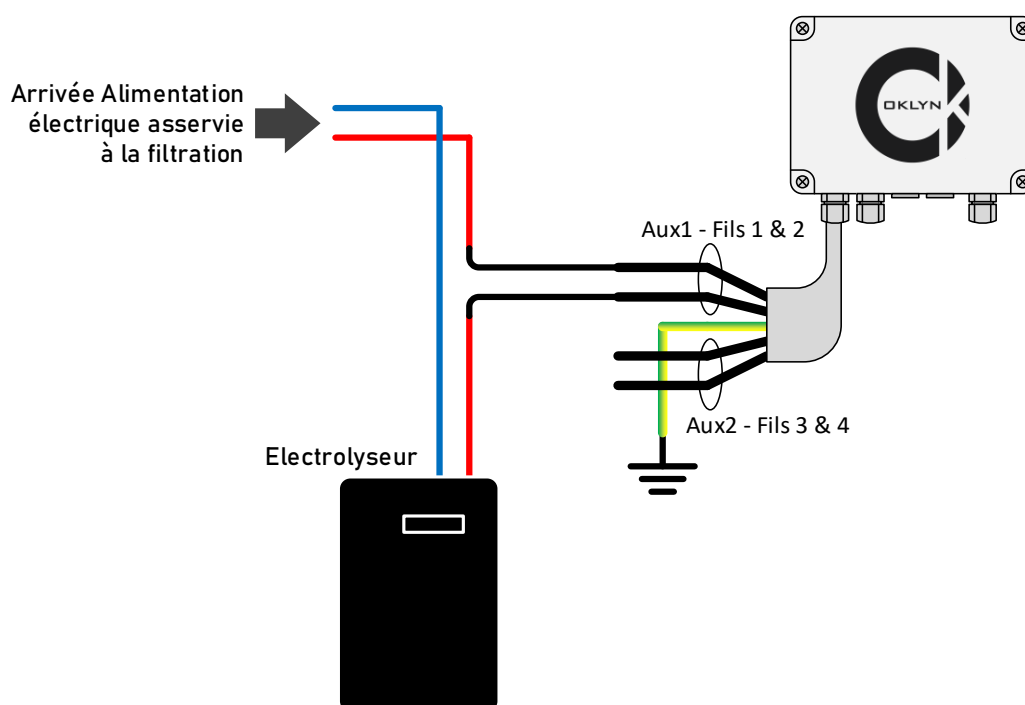 Arrivée Alimentation
électrique asservie
à la filtration
OKLYN
Aux1 - Fils 1 & 2
Aux2 - Fils 3 & 4
Electrolyseur